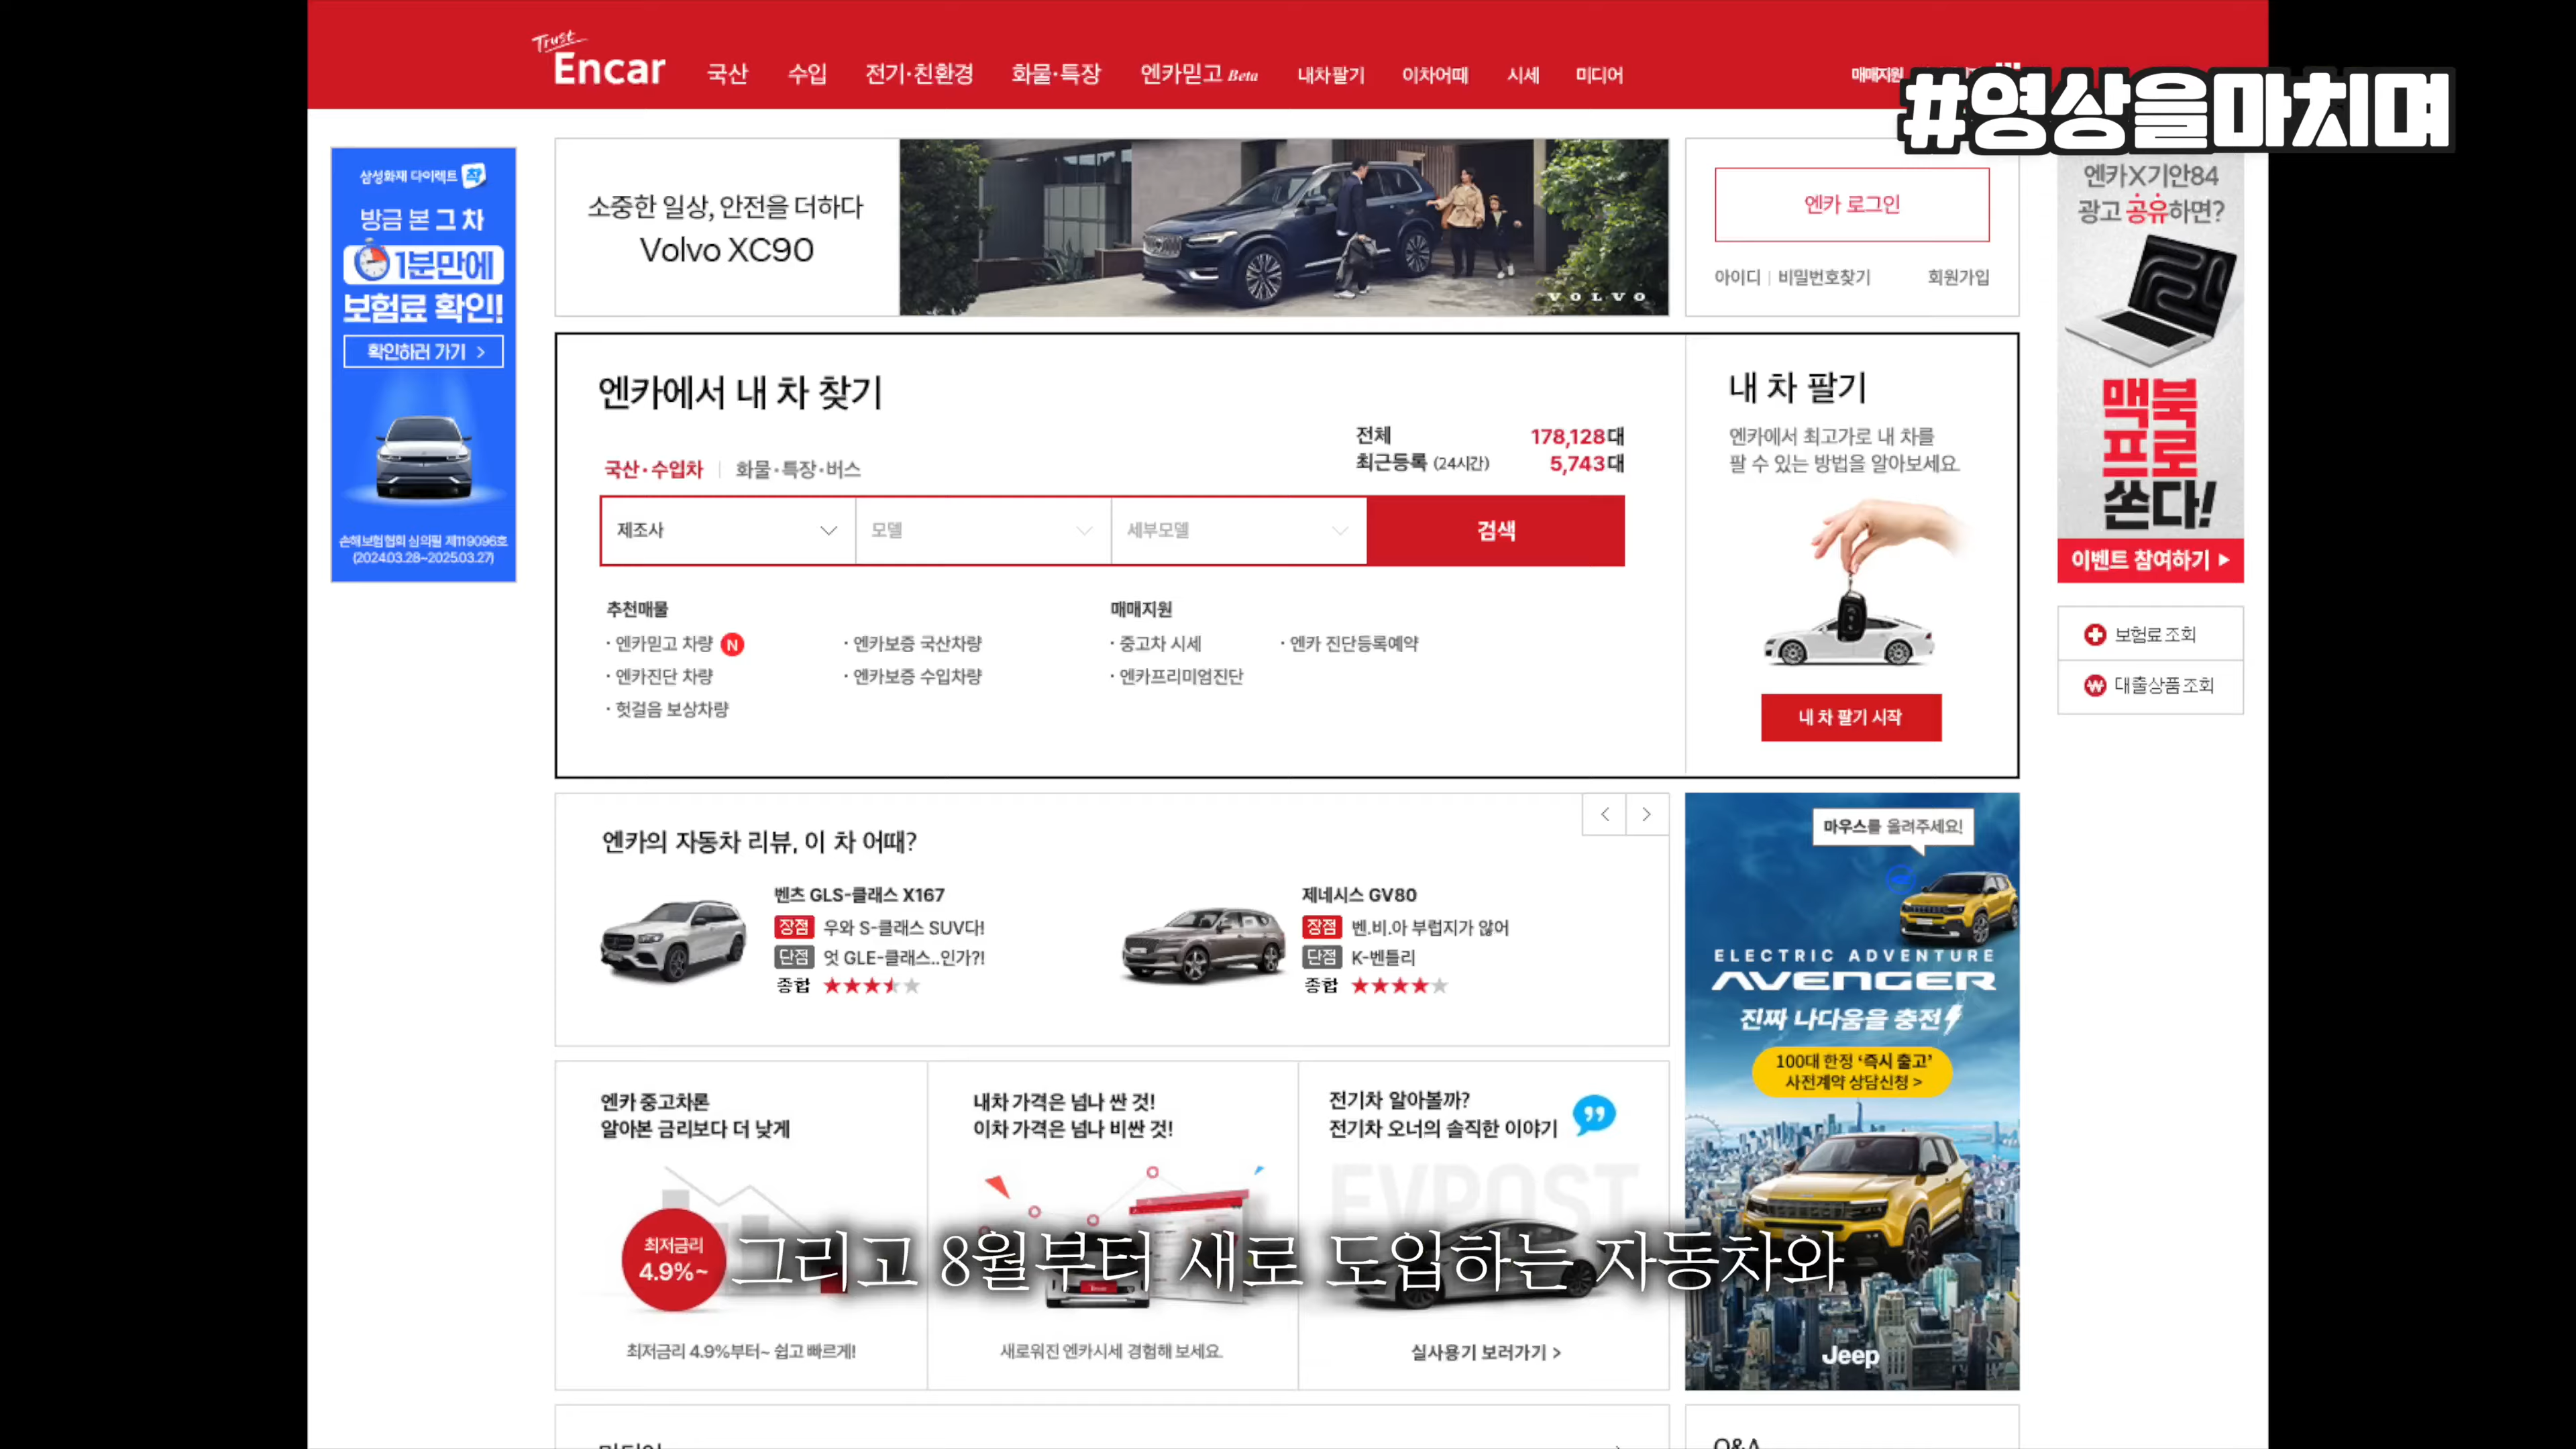 Trust
Encar
국산
수입
전기·친환경
화물·특장
엔카믿고 Beta
내차팔기
이차어때
시세
미디어
매매지원
#영상을마치며
삼성화재 다이렉트 착
방금 본 그 차
1분만에
보험료 확인!
확인하러 가기 >
손해보험협회 심의필 제119096호
(2024.03.28~2025.03.27)
소중한 일상, 안전을 더하다
Volvo XC90
VOLVO
엔카 로그인
아이디 | 비밀번호찾기
회원가입
엔카X기안84
광고 공유하면?
맥북
프로
쏜다!
이벤트 참여하기 ▶
보험료 조회
대출상품 조회
엔카에서 내 차 찾기
국산·수입차 | 화물·특장·버스
전체 178,128대
최근등록 (24시간) 5,743대
제조사
모델
세부모델
검색
추천매물
· 엔카믿고 차량 N
· 엔카보증 국산차량
· 엔카진단 차량
· 엔카보증 수입차량
· 헛걸음 보상차량
매매지원
· 중고차 시세
· 엔카 진단등록예약
· 엔카프리미엄진단
내 차 팔기
엔카에서 최고가로 내 차를
팔 수 있는 방법을 알아보세요.
내 차 팔기 시작
엔카의 자동차 리뷰, 이 차 어때?
벤츠 GLS-클래스 X167
장점 우와 S-클래스 SUV다!
단점 엇 GLE-클래스..인가?!
종합
제네시스 GV80
장점 벤.비.아 부럽지가 않어
단점 K-벤틀리
종합
마우스를 올려주세요!
ELECTRIC ADVENTURE
AVENGER
진짜 나다움을 충전
100대 한정 '즉시 출고'
사전계약 상담신청 >
Jeep
엔카 중고차론
알아본 금리보다 더 낮게
최저금리
4.9%~
최저금리 4.9%부터~ 쉽고 빠르게!
내차 가격은 넘나 싼 것!
이차 가격은 넘나 비싼 것!
새로워진 엔카시세 경험해 보세요.
전기차 알아볼까?
전기차 오너의 솔직한 이야기
EVPOST
실사용기 보러가기 >
그리고 8월부터 새로 도입하는 자동차와
Q&A